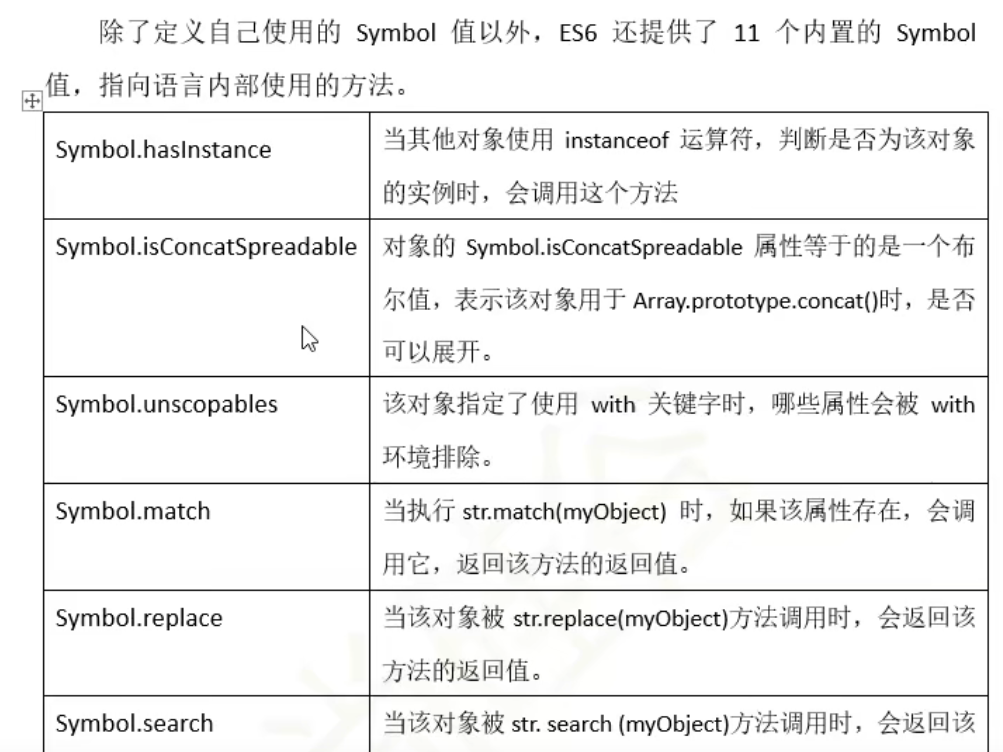 除了定义自己使用的 Symbol 值以外，ES6 还提供了 11 个内置的 Symbol
值，指向语言内部使用的方法。
Symbol.hasInstance
当其他对象使用 instanceof 运算符，判断是否为该对象
的实例时，会调用这个方法
Symbol.isConcatSpreadable
对象的 Symbol.isConcatSpreadable 属性等于的是一个布
尔值，表示该对象用于 Array.prototype.concat()时，是否
可以展开。
Symbol.unscopables
该对象指定了使用 with 关键字时，哪些属性会被 with
环境排除。
Symbol.match
当执行 str.match(myObject) 时，如果该属性存在，会调
用它，返回该方法的返回值。
Symbol.replace
当该对象被 str.replace(myObject)方法调用时，会返回该
方法的返回值。
Symbol.search
当该对象被 str. search (myObject)方法调用时，会返回该